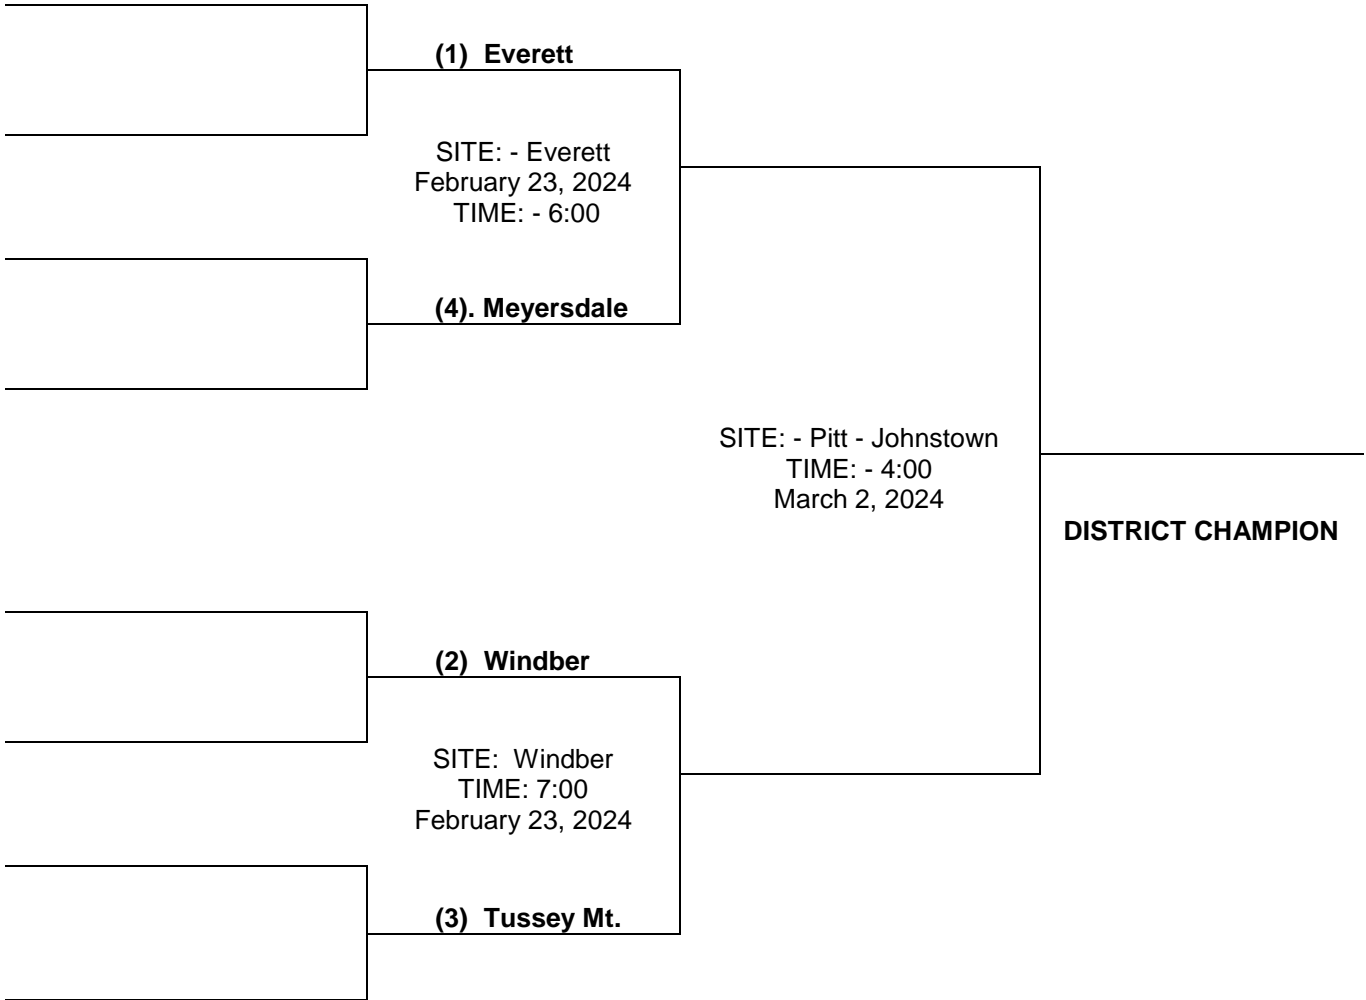 (1) Everett
SITE: - Everett
February 23, 2024
TIME: - 6:00
(4). Meyersdale
SITE: - Pitt - Johnstown
TIME: - 4:00
March 2, 2024
DISTRICT CHAMPION
(2) Windber
SITE: Windber
TIME: 7:00
February 23, 2024
(3) Tussey Mt.